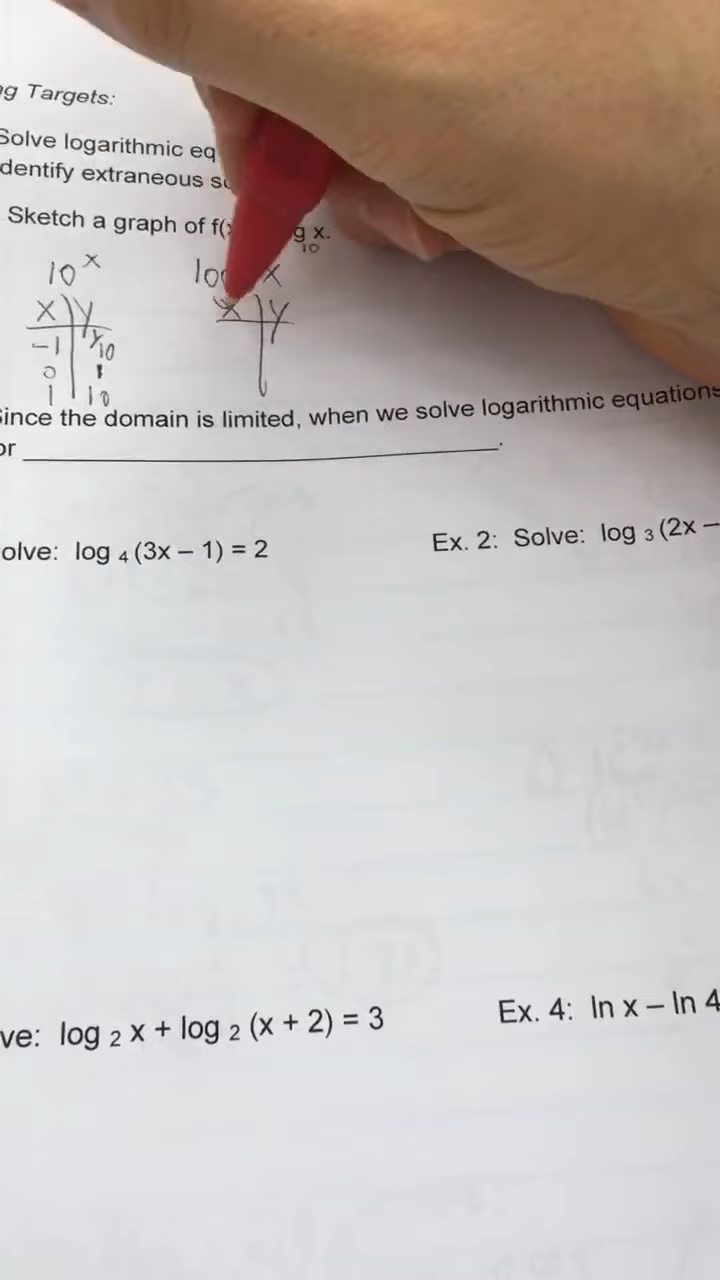 Targets:
Solve logarithmic eq
dentify extraneous s
Sketch a graph of f( g x.
10
10^x
x
x | y
x | y
-1 | 1/10
0 | 1
1 | 10
Since the domain is limited, when we solve logarithmic equations
or ______________________________.
olve: log 4 (3x – 1) = 2
Ex. 2: Solve: log 3 (2x –
ve: log 2 x + log 2 (x + 2) = 3
Ex. 4: ln x – ln 4